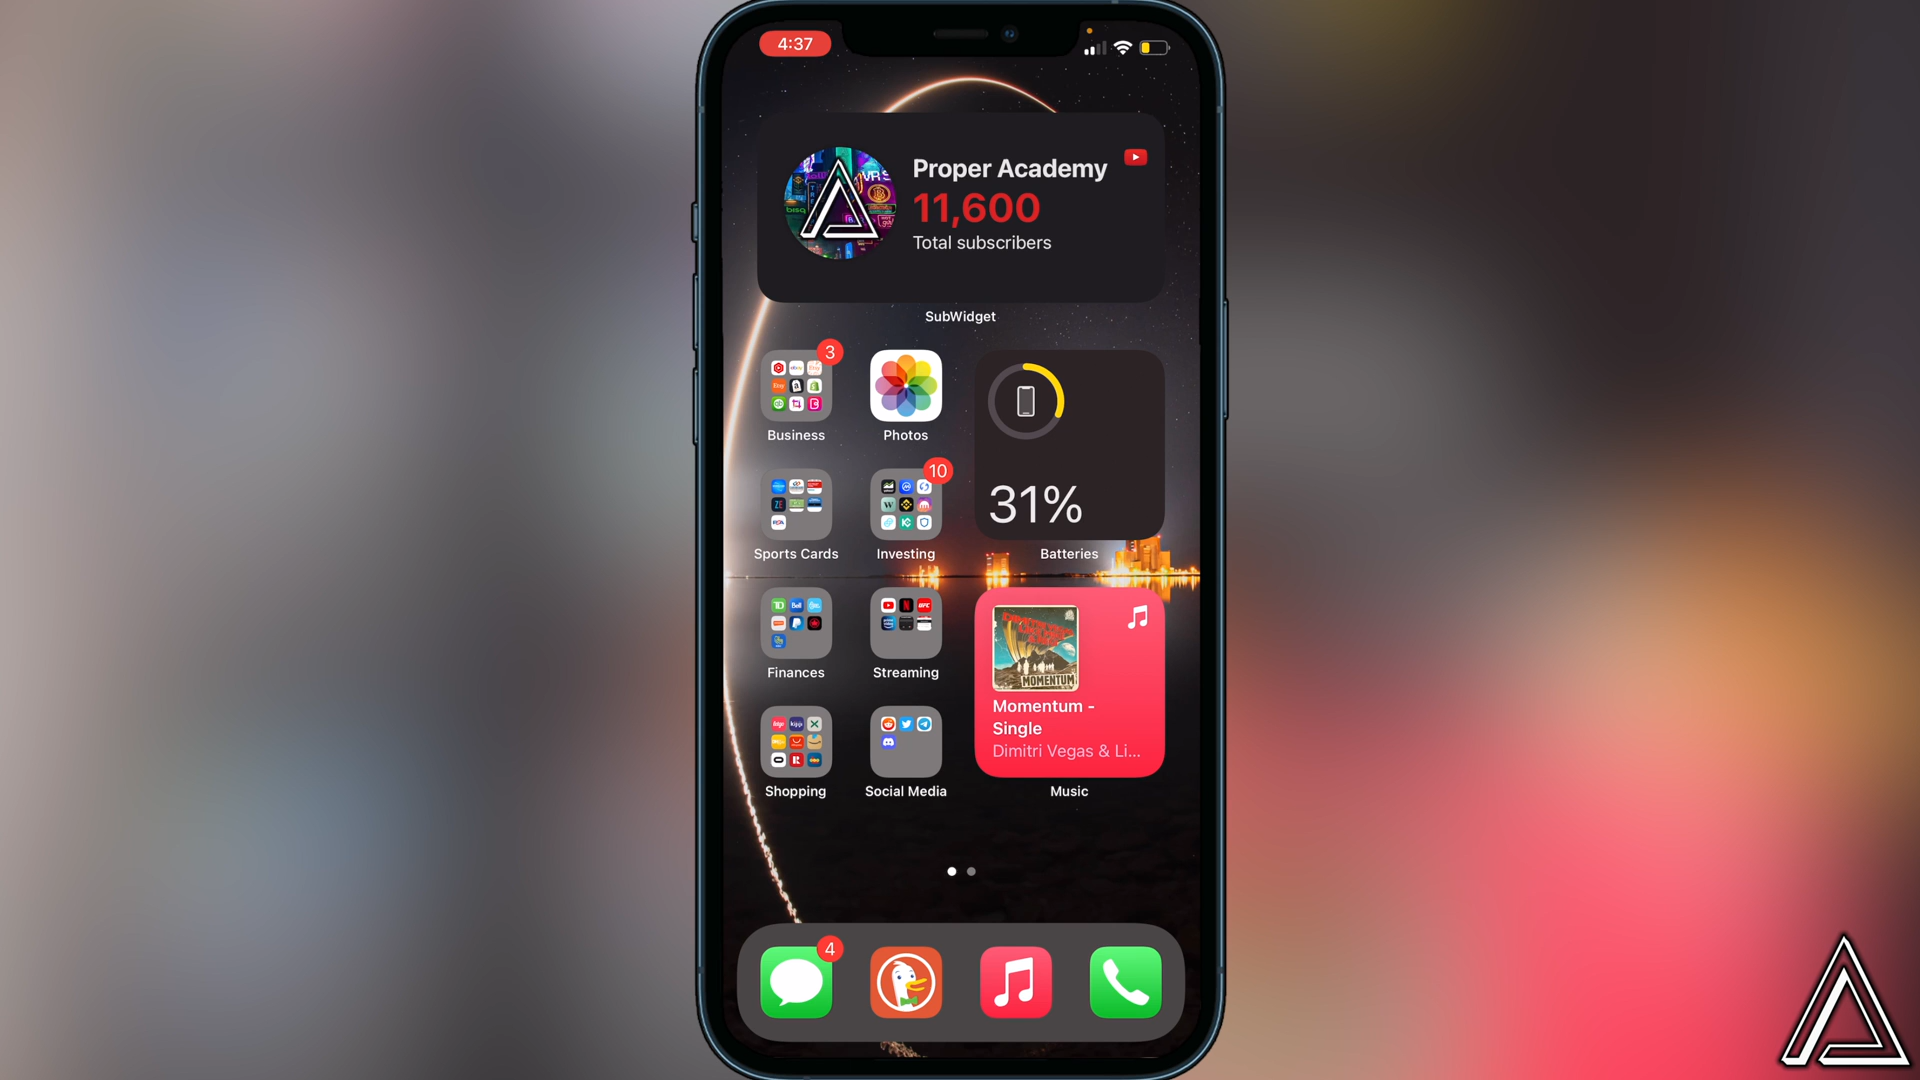 4:37
Proper Academy
11,600
Total subscribers
SubWidget
3
Business
Photos
31%
Batteries
10
Sports Cards
Investing
Finances
Streaming
MOMENTUM
Momentum -
Single
Dimitri Vegas & Li...
Music
Shopping
Social Media
4